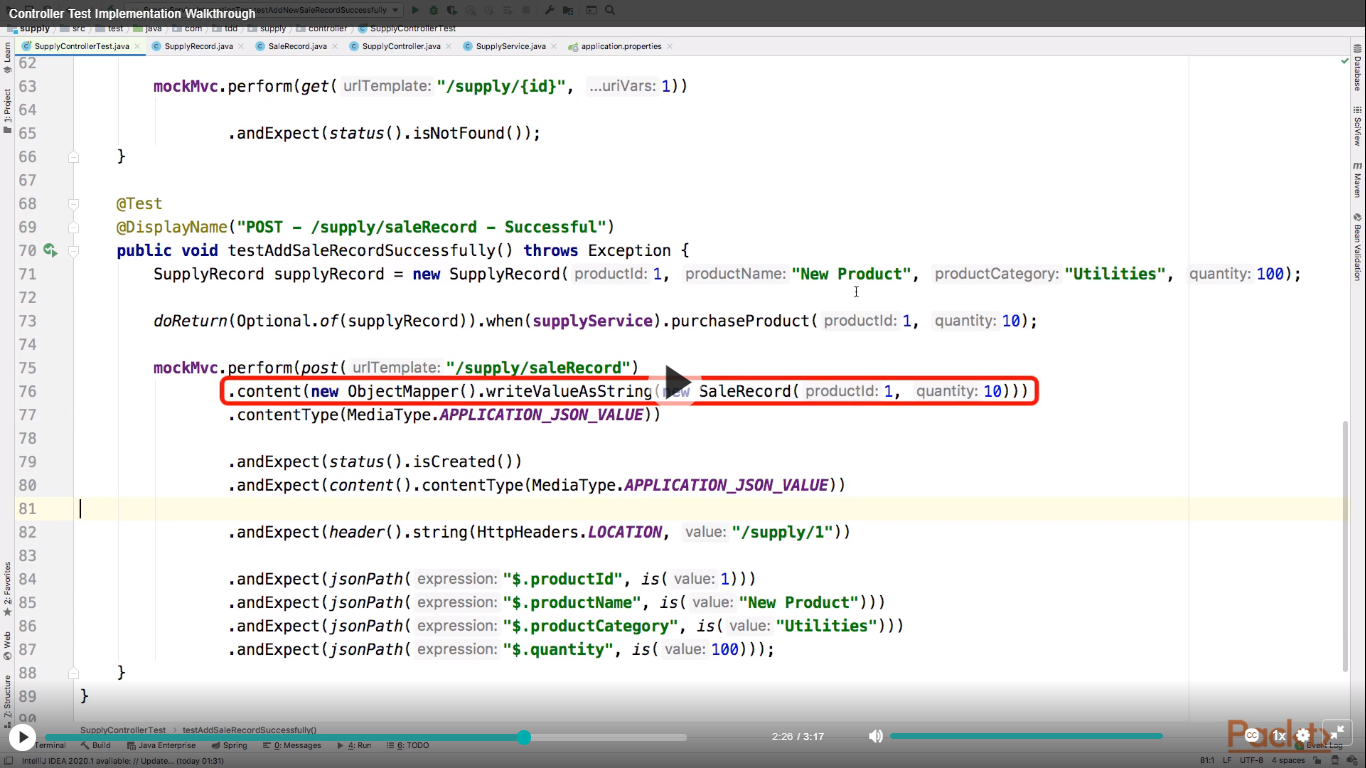 Controller Test Implementation Walkthrough
supply src test java com tdd supply controller SupplyControllerTest
SupplyControllerTest.java SupplyRecord.java SaleRecord.java SupplyController.java SupplyService.java application.properties
62
63 mockMvc.perform(get( urlTemplate: "/supply/{id}", ...uriVars: 1))
64
65 .andExpect(status().isNotFound());
66 }
67
68 @Test
69 @DisplayName("POST - /supply/saleRecord - Successful")
70 public void testAddSaleRecordSuccessfully() throws Exception {
71 SupplyRecord supplyRecord = new SupplyRecord( productId: 1, productName: "New Product", productCategory: "Utilities", quantity: 100);
72
73 doReturn(Optional.of(supplyRecord)).when(supplyService).purchaseProduct( productId: 1, quantity: 10);
74
75 mockMvc.perform(post( urlTemplate: "/supply/saleRecord")
76 .content(new ObjectMapper().writeValueAsString(new SaleRecord( productId: 1, quantity: 10)))
77 .contentType(MediaType.APPLICATION_JSON_VALUE))
78
79 .andExpect(status().isCreated())
80 .andExpect(content().contentType(MediaType.APPLICATION_JSON_VALUE))
81
82 .andExpect(header().string(HttpHeaders.LOCATION, value: "/supply/1"))
83
84 .andExpect(jsonPath( expression: "$.productId", is( value: 1)))
85 .andExpect(jsonPath( expression: "$.productName", is( value: "New Product")))
86 .andExpect(jsonPath( expression: "$.productCategory", is( value: "Utilities")))
87 .andExpect(jsonPath( expression: "$.quantity", is( value: 100)));
88 }
89 }
90
Learn
1: Project
2: Favorites
Web
7: Structure
Database
SciView
Maven
Bean Validation
SupplyControllerTest testAddSaleRecordSuccessfully()
2:26 / 3:17
CC 1x
Packt>
Terminal Build Java Enterprise Spring 0: Messages 4: Run 6: TODO Event Log
IntelliJ IDEA 2020.1 available: // Update... (today 01:31) 81:1 LF UTF-8 4 spaces